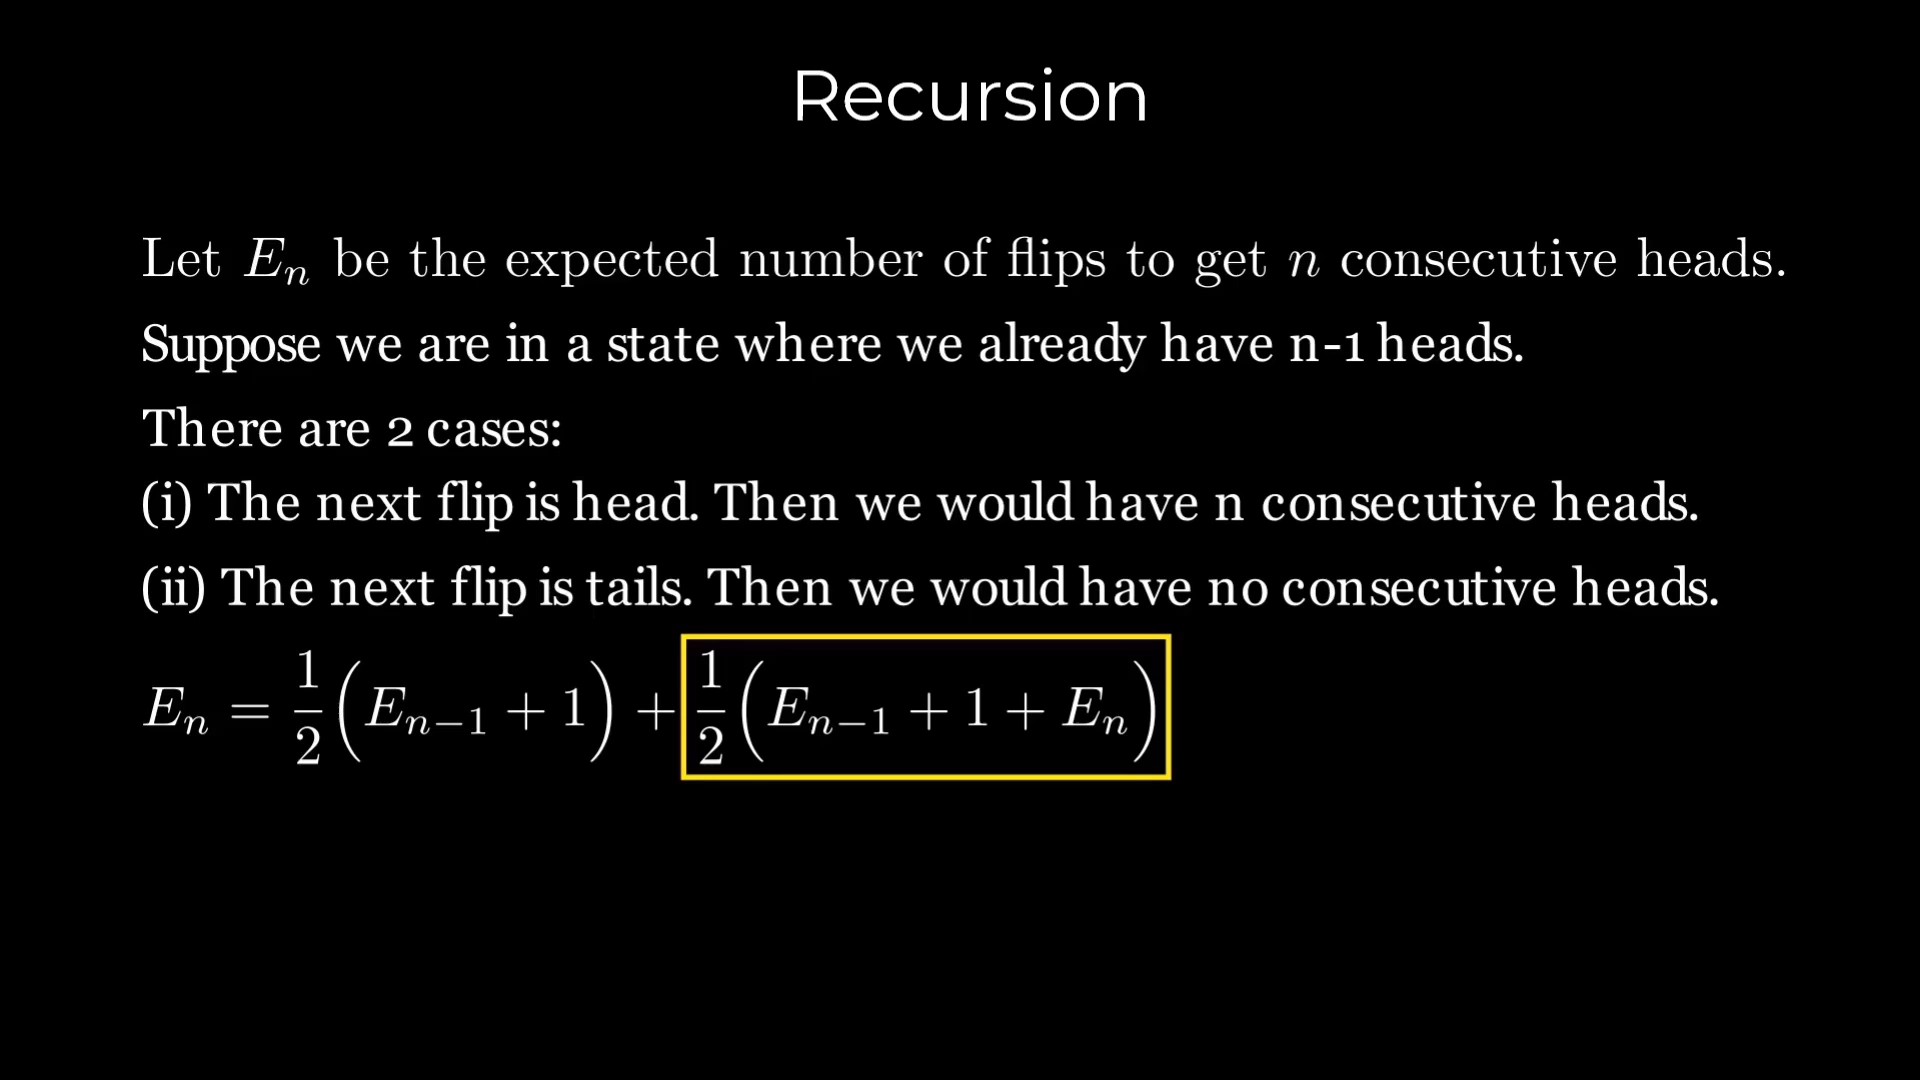 Recursion
Let $E_n$ be the expected number of flips to get $n$ consecutive heads.
Suppose we are in a state where we already have n-1 heads.
There are 2 cases:
(i) The next flip is head. Then we would have n consecutive heads.
(ii) The next flip is tails. Then we would have no consecutive heads.
$E_n = \frac{1}{2}\left(E_{n-1} + 1\right) + \frac{1}{2}\left(E_{n-1} + 1 + E_n\right)$